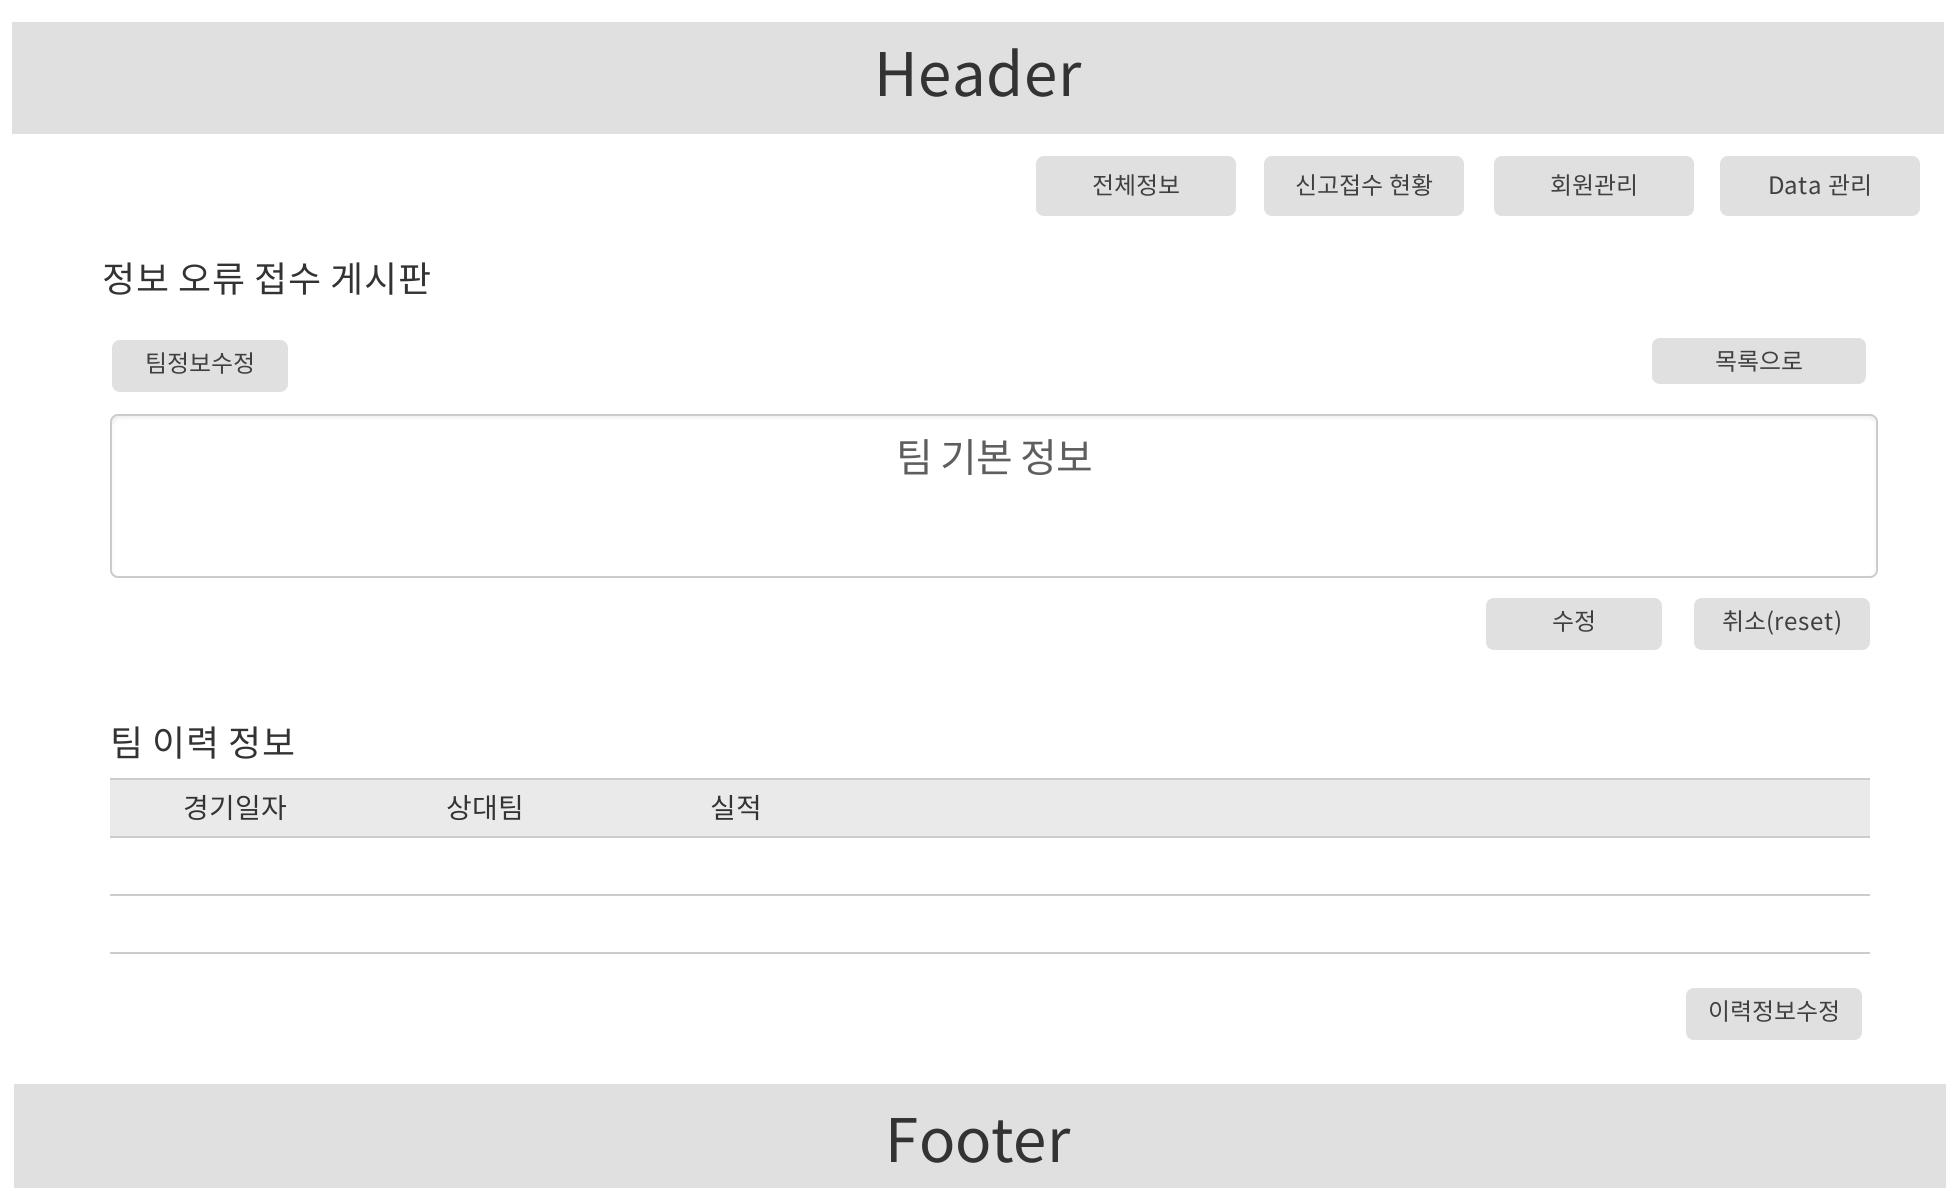 Header
전체정보 신고접수 현황 회원관리 Data 관리
정보 오류 접수 게시판
팀정보수정 목록으로
팀 기본 정보
수정 취소(reset)
팀 이력 정보
경기일자 상대팀 실적
이력정보수정
Footer